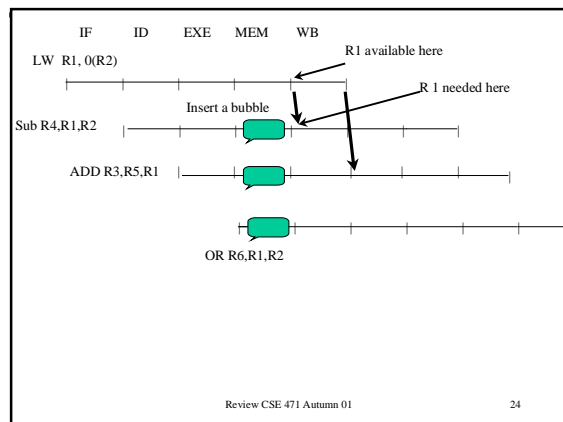 IF ID EXE MEM WB
R1 available here
LW R1, 0(R2)
R 1 needed here
Insert a bubble
Sub R4,R1,R2
ADD R3,R5,R1
OR R6,R1,R2
Review CSE 471 Autumn 01 24